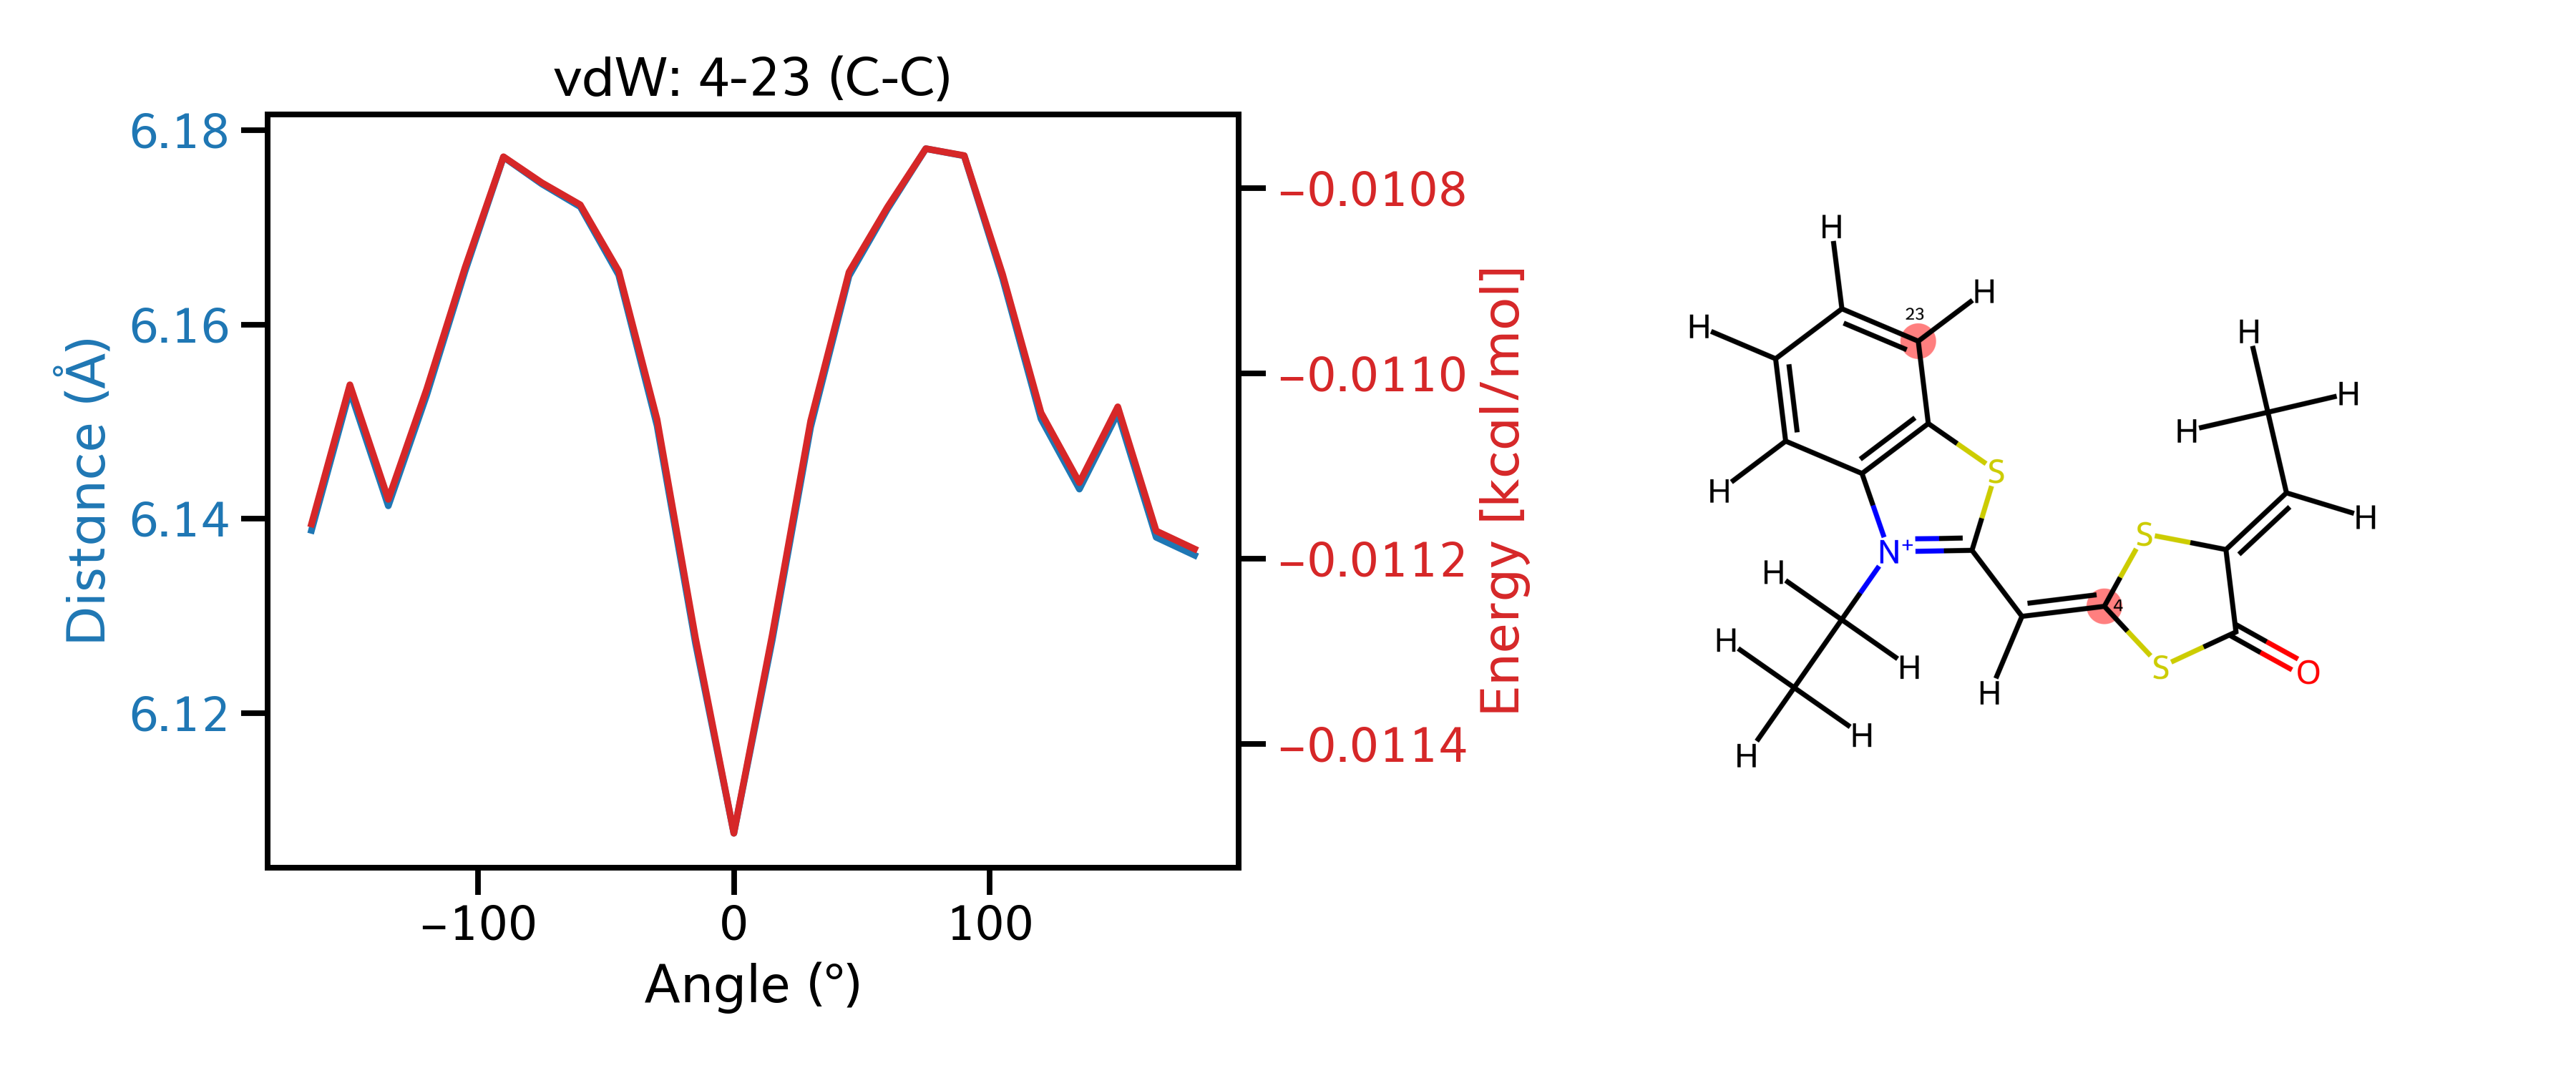 vdW: 4-23 (C-C)
6.18
6.16
6.14
6.12
Distance (Å)
−0.0108
−0.0110
−0.0112
−0.0114
Energy [kcal/mol]
−100 0 100
Angle (°)
H
H
H
23
H
H
H
H
H
S
H
S
N+
H
4
H
H
S
O
H
H
H
H